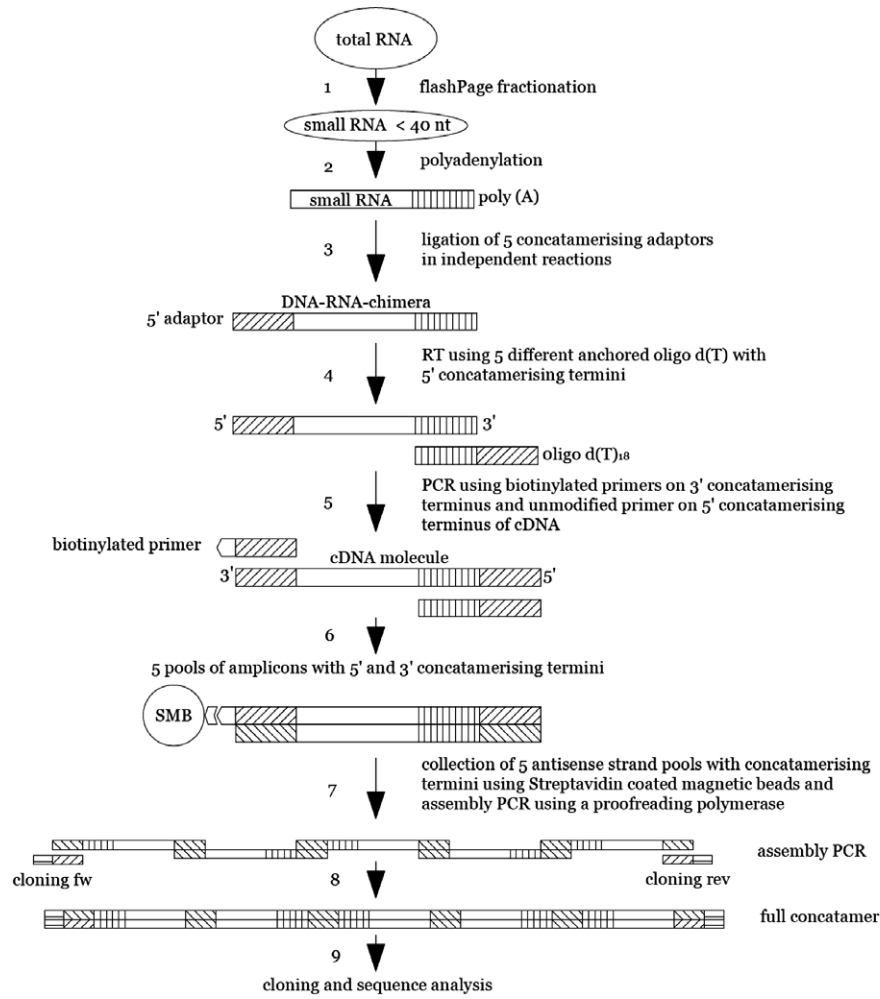 total RNA
1
flashPage fractionation
small RNA < 40 nt
2
polyadenylation
small RNA
poly (A)
3
ligation of 5 concatamerising adaptors
in independent reactions
DNA-RNA-chimera
5' adaptor
4
RT using 5 different anchored oligo d(T) with
5' concatamerising termini
5'
3'
oligo d(T)₁₈
5
PCR using biotinylated primers on 3' concatamerising
terminus and unmodified primer on 5' concatamerising
terminus of cDNA
biotinylated primer
cDNA molecule
3'
5'
6
5 pools of amplicons with 5' and 3' concatamerising termini
SMB
7
collection of 5 antisense strand pools with concatamerising
termini using Streptavidin coated magnetic beads and
assembly PCR using a proofreading polymerase
assembly PCR
cloning fw
8
cloning rev
full concatamer
9
cloning and sequence analysis